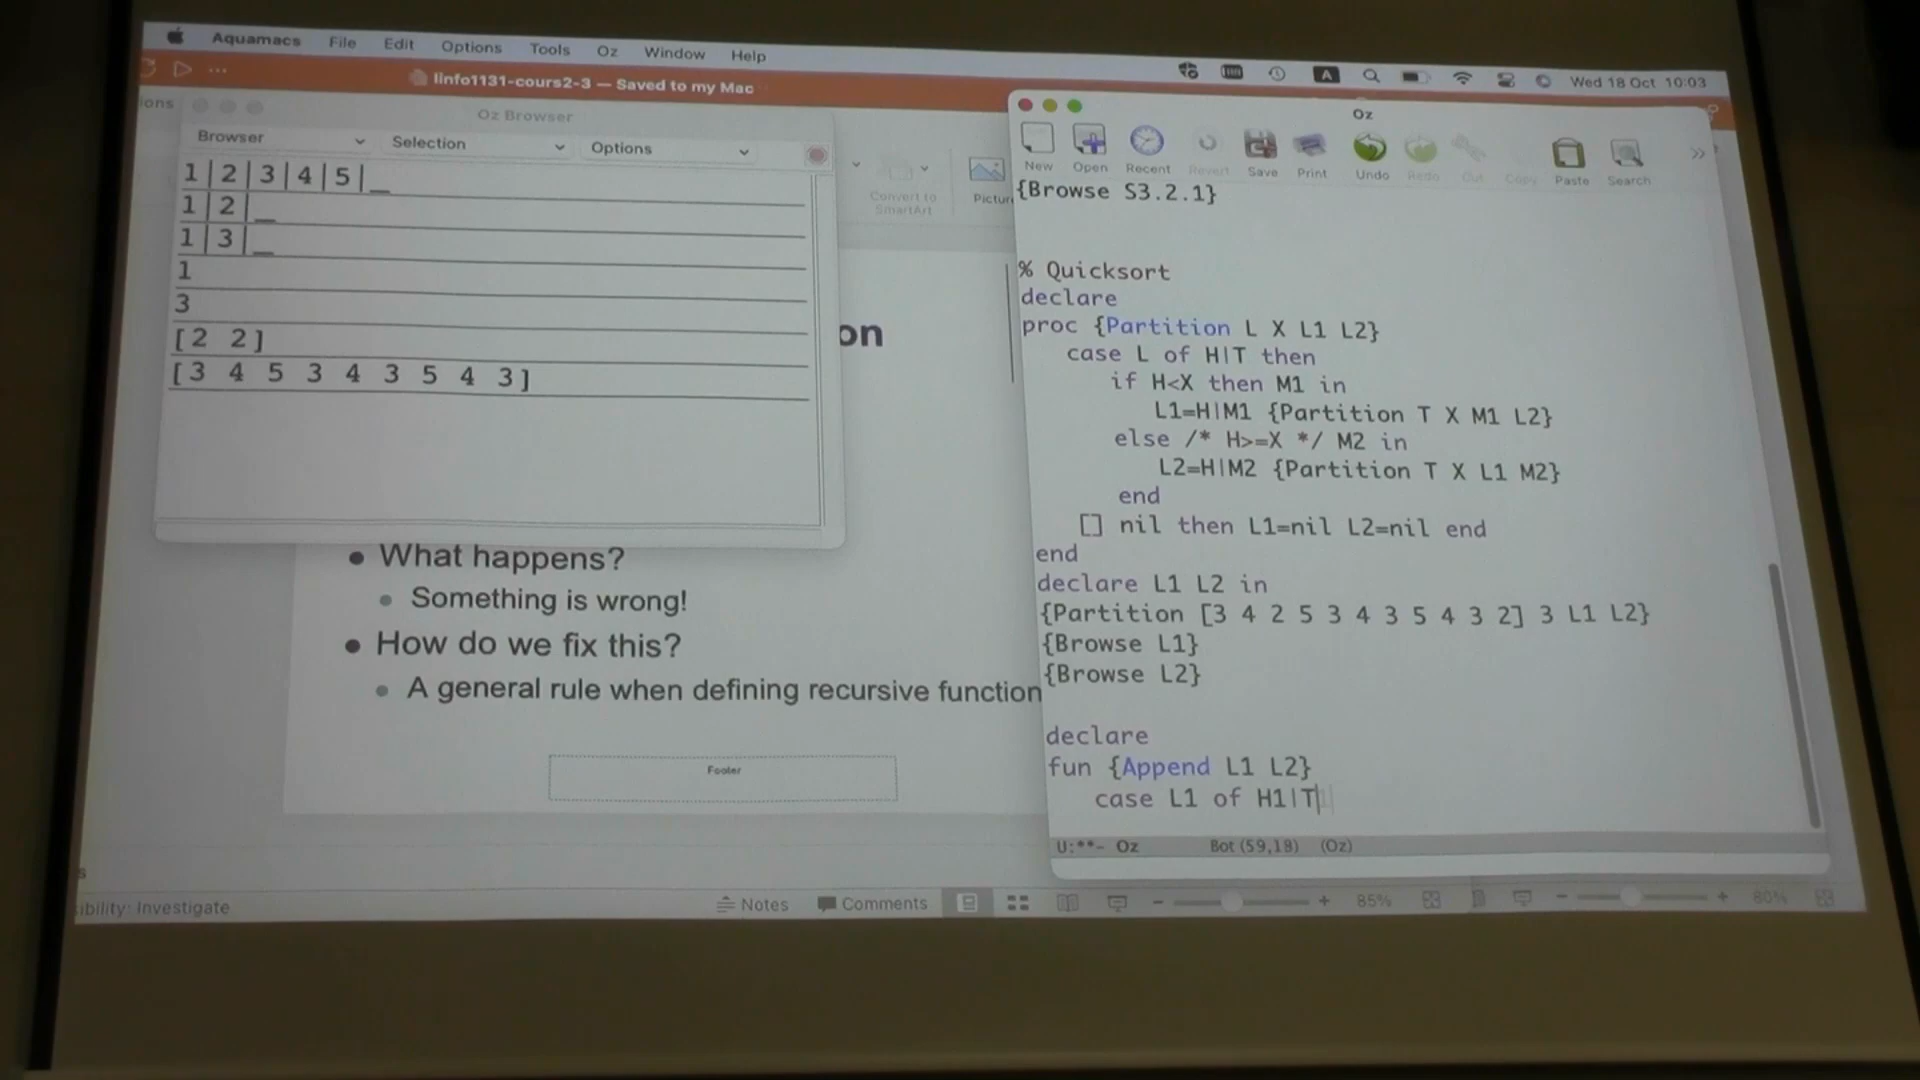 Aquamacs File Edit Options Tools Oz Window Help
A
Wed 18 Oct 10:03
linfo1131-cours2-3 — Saved to my Mac
ions
Oz Browser
Browser Selection Options
1|2|3|4|5|_
1|2|_
1|3|_
1
3
[2 2]
[3 4 5 3 4 3 5 4 3]
Convert to
SmartArt
on
What happens?
Something is wrong!
How do we fix this?
A general rule when defining recursive function
Footer
ibility: Investigate
Notes Comments
85%
80%
Oz
New Open Recent Revert Save Print Undo Redo Cut Copy Paste Search
{Browse S3.2.1}
% Quicksort
declare
proc {Partition L X L1 L2}
case L of H|T then
if H<X then M1 in
L1=H|M1 {Partition T X M1 L2}
else /* H>=X */ M2 in
L2=H|M2 {Partition T X L1 M2}
end
[] nil then L1=nil L2=nil end
end
declare L1 L2 in
{Partition [3 4 2 5 3 4 3 5 4 3 2] 3 L1 L2}
{Browse L1}
{Browse L2}
declare
fun {Append L1 L2}
case L1 of H1|T
U:**- Oz Bot (59,18) (Oz)